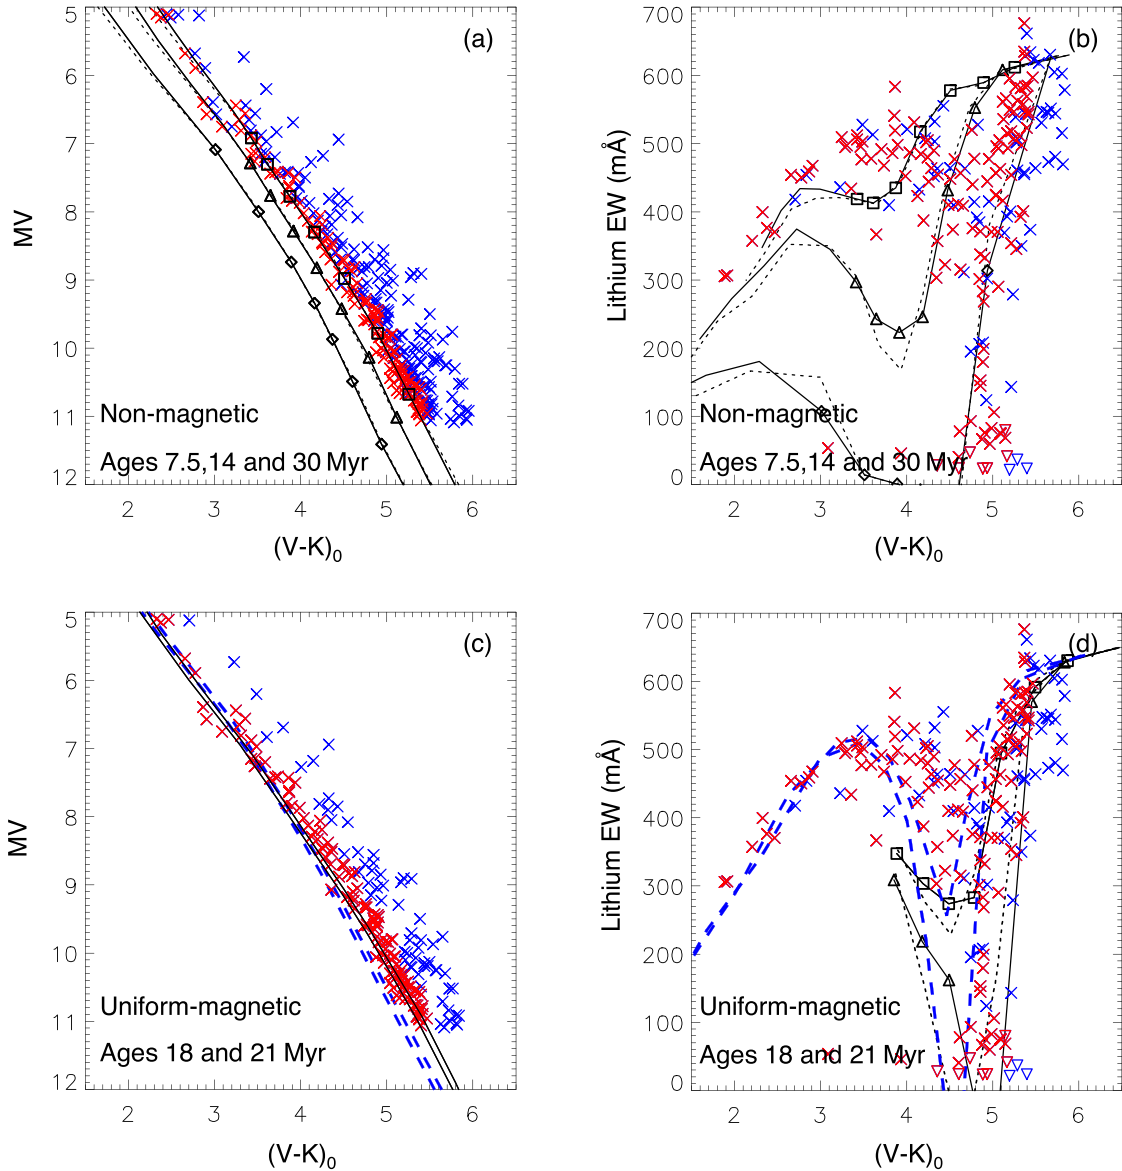 5
6
7
8
9
10
11
12
MV
(a)
Non-magnetic
Ages 7.5,14 and 30 Myr
2
3
4
5
6
(V-K)0
700
600
500
400
300
200
100
0
Lithium EW (mÅ)
(b)
Non-magnetic
Ages 7.5,14 and 30 Myr
2
3
4
5
6
(V-K)0
5
6
7
8
9
10
11
12
MV
(c)
Uniform-magnetic
Ages 18 and 21 Myr
2
3
4
5
6
(V-K)0
700
600
500
400
300
200
100
0
Lithium EW (mÅ)
(d)
Uniform-magnetic
Ages 18 and 21 Myr
2
3
4
5
6
(V-K)0